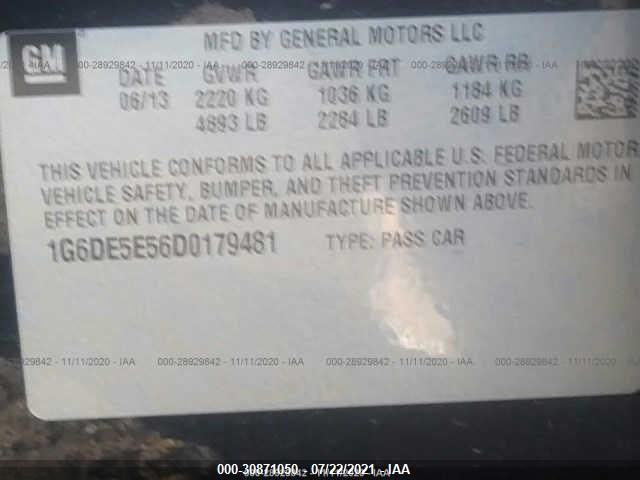 GM
MFD BY GENERAL MOTORS LLC
DATE GVWR GAWR FRT GAWR RR
06/13 2220 KG 1036 KG 1184 KG
4893 LB 2284 LB 2609 LB
THIS VEHICLE CONFORMS TO ALL APPLICABLE U.S. FEDERAL MOTOR
VEHICLE SAFETY, BUMPER, AND THEFT PREVENTION STANDARDS IN
EFFECT ON THE DATE OF MANUFACTURE SHOWN ABOVE.
1G6DE5E56D0179481 TYPE: PASS CAR
000-28929842 - 11/11/2020 - IAA
000-30871050 - 07/22/2021 - IAA